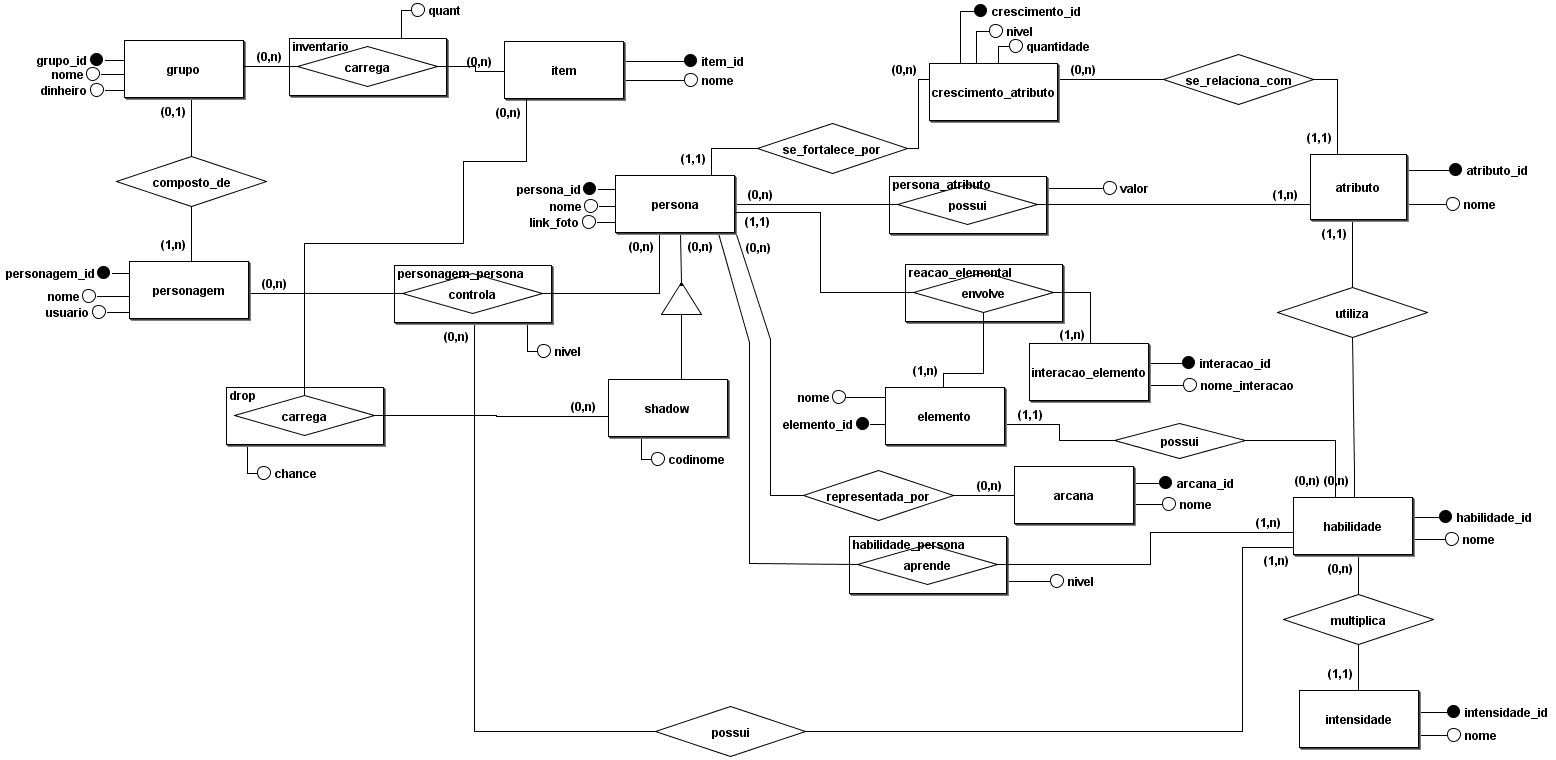 quant
crescimento_id
nivel
quantidade
grupo_id
nome
dinheiro
grupo
(0,n)
inventario
carrega
(0,n)
item
item_id
nome
(0,n)
crescimento_atributo
(0,n)
se_relaciona_com
(0,1)
(0,n)
composto_de
(1,n)
se_fortalece_por
(1,1)
(1,1)
persona_id
nome
link_foto
persona
(0,n)
persona_atributo
possui
valor
(1,n)
atributo
atributo_id
nome
(1,1)
(0,n)
(0,n)
(0,n)
(1,1)
personagem_id
nome
usuario
personagem
(0,n)
personagem_persona
controla
(0,n)
nivel
reacao_elemental
envolve
utiliza
(1,n)
interacao_elemento
interacao_id
nome_interacao
(1,n)
drop
carrega
chance
(0,n)
shadow
codinome
nome
elemento_id
elemento
(1,1)
possui
representada_por
(0,n)
arcana
arcana_id
nome
(0,n)
(0,n)
habilidade
habilidade_id
nome
habilidade_persona
aprende
nivel
(1,n)
(1,n)
(0,n)
multiplica
(1,1)
possui
intensidade
intensidade_id
nome